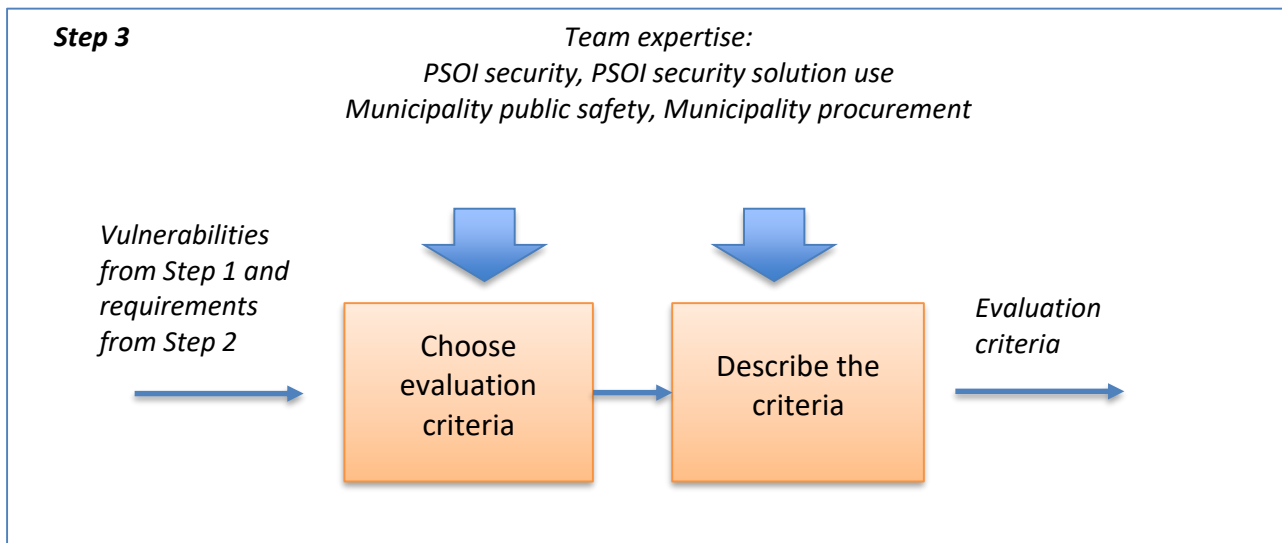 Step 3
Team expertise:
PSOI security, PSOI security solution use
Municipality public safety, Municipality procurement
Vulnerabilities
from Step 1 and
requirements
from Step 2
Choose
evaluation
criteria
Describe the
criteria
Evaluation
criteria